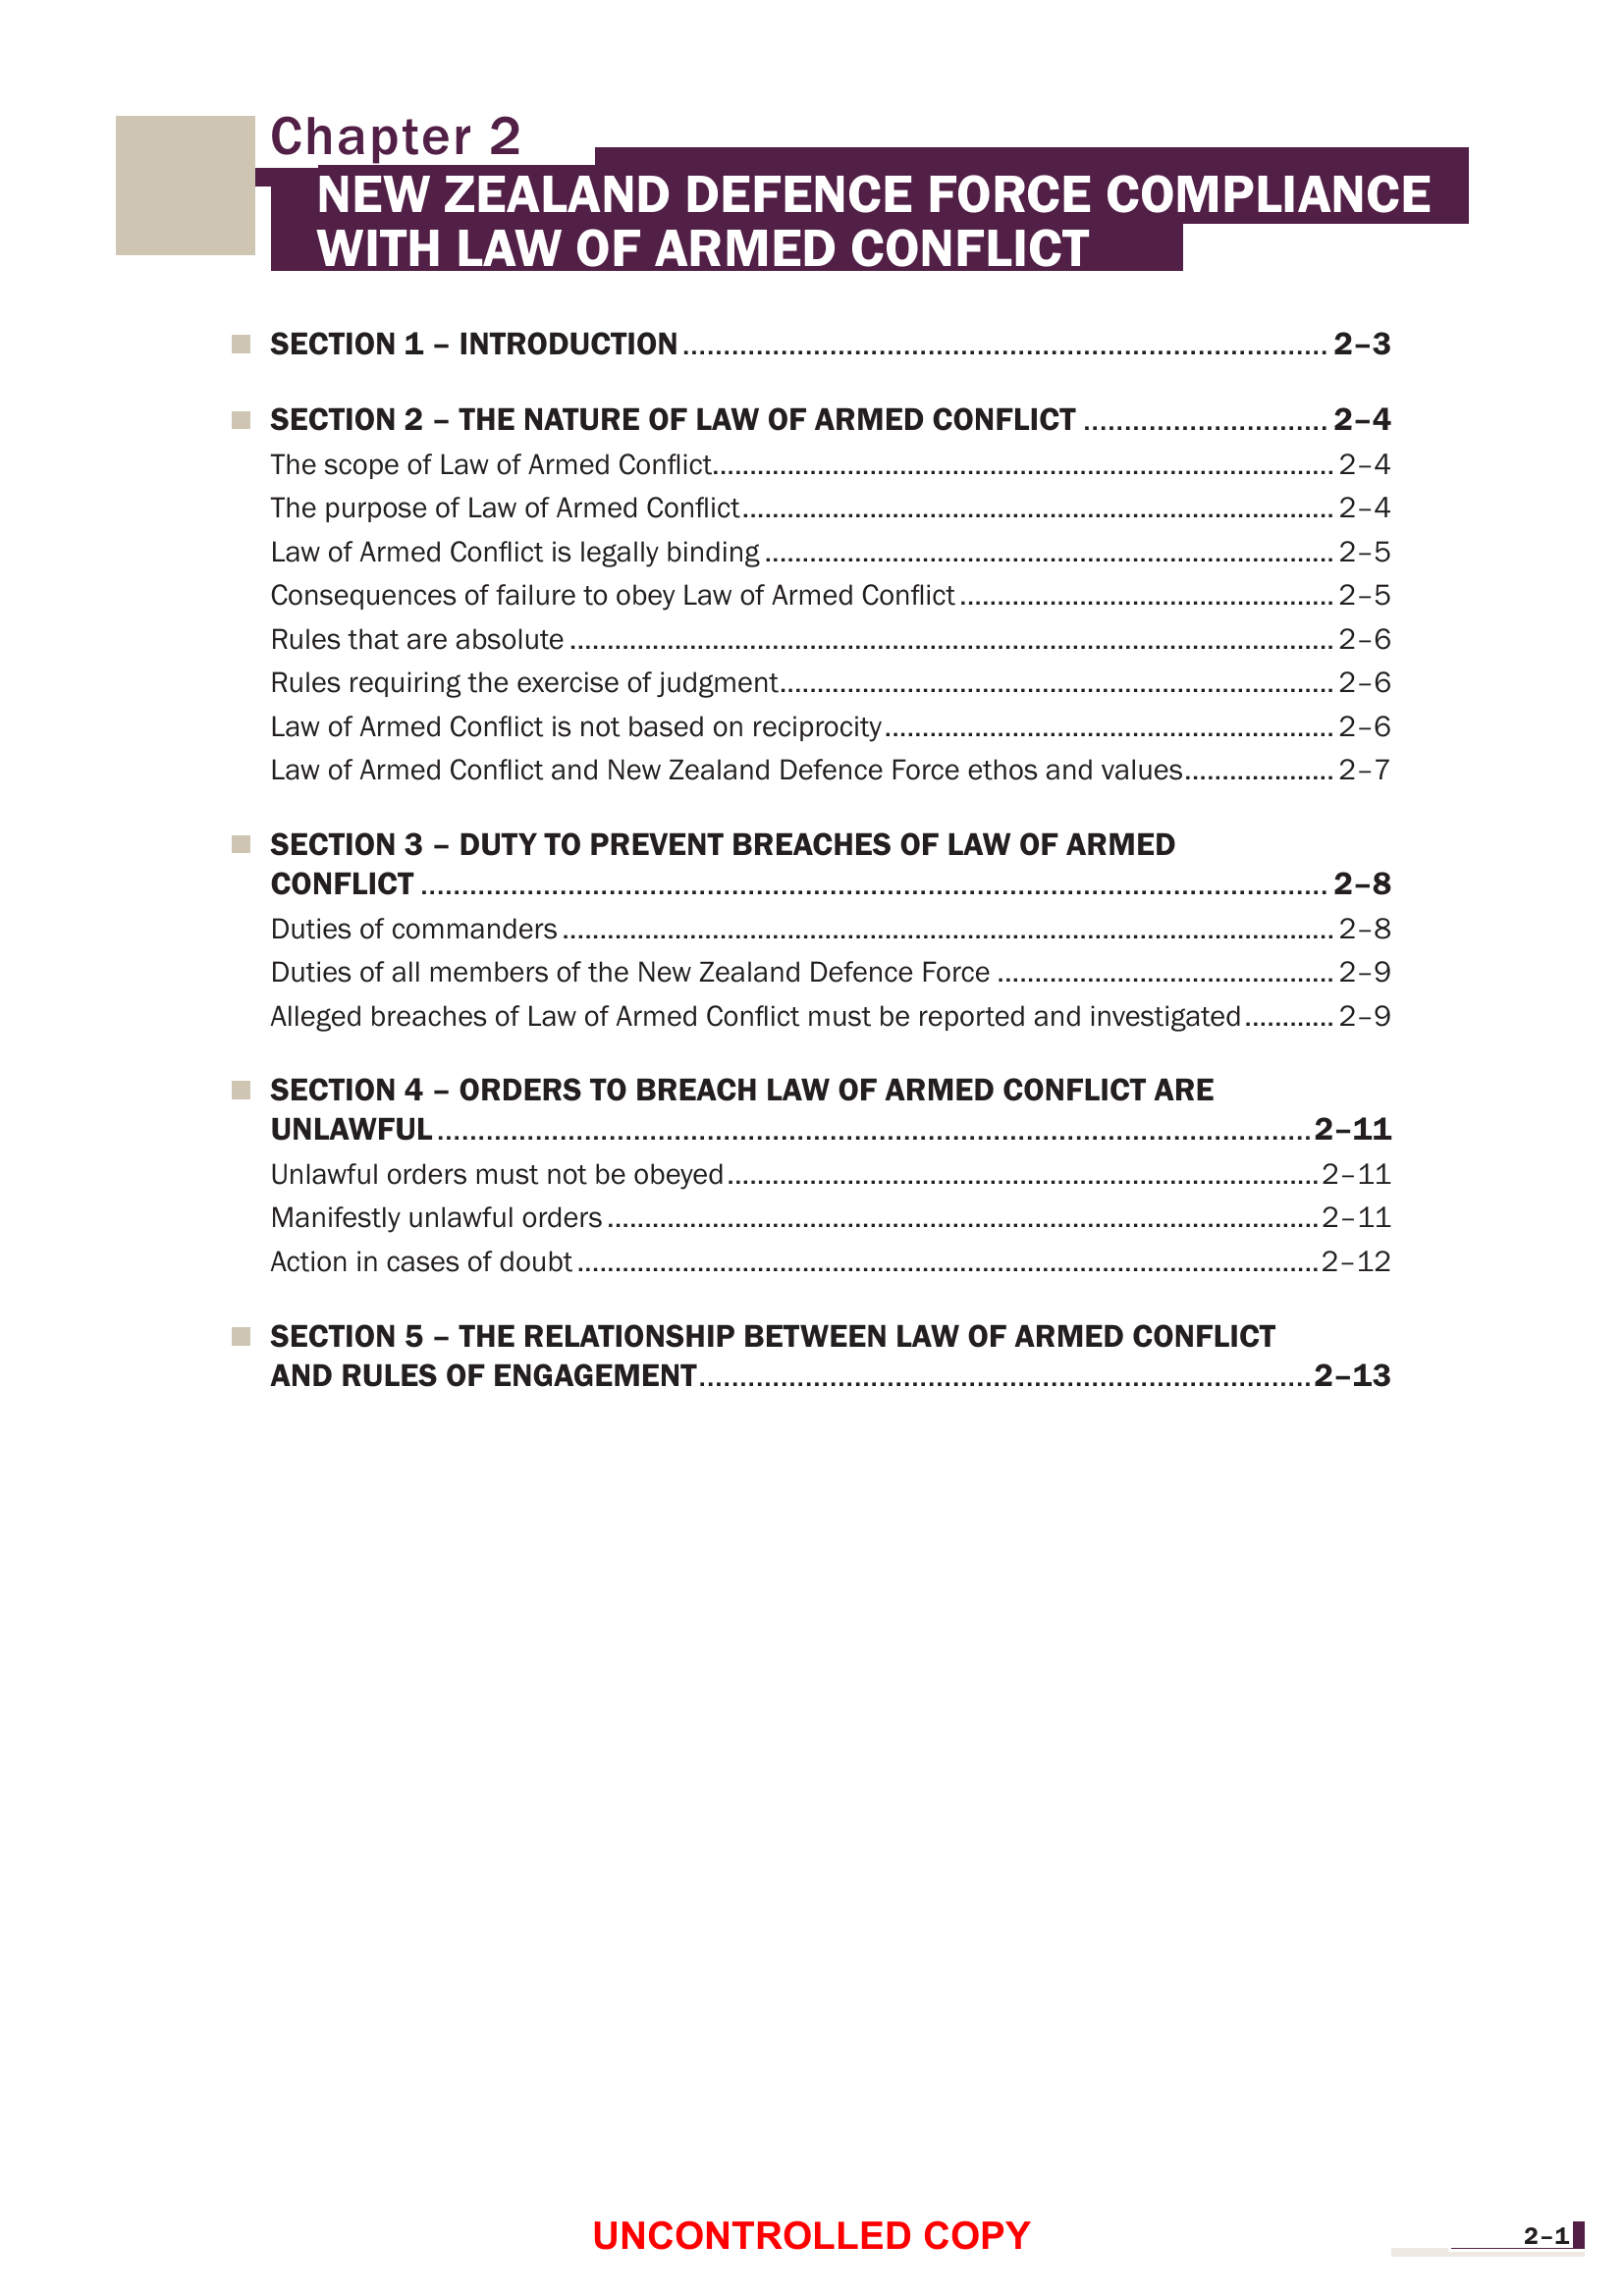 Chapter 2
NEW ZEALAND DEFENCE FORCE COMPLIANCE
WITH LAW OF ARMED CONFLICT
SECTION 1 – INTRODUCTION ........................................................................... 2–3
SECTION 2 – THE NATURE OF LAW OF ARMED CONFLICT .............................. 2–4
The scope of Law of Armed Conflict.................................................................................. 2–4
The purpose of Law of Armed Conflict............................................................................... 2–4
Law of Armed Conflict is legally binding ............................................................................ 2–5
Consequences of failure to obey Law of Armed Conflict .................................................. 2–5
Rules that are absolute ...................................................................................................... 2–6
Rules requiring the exercise of judgment.......................................................................... 2–6
Law of Armed Conflict is not based on reciprocity............................................................ 2–6
Law of Armed Conflict and New Zealand Defence Force ethos and values.................... 2–7
SECTION 3 – DUTY TO PREVENT BREACHES OF LAW OF ARMED
CONFLICT ................................................................................................................ 2–8
Duties of commanders ....................................................................................................... 2–8
Duties of all members of the New Zealand Defence Force ............................................. 2–9
Alleged breaches of Law of Armed Conflict must be reported and investigated............ 2–9
SECTION 4 – ORDERS TO BREACH LAW OF ARMED CONFLICT ARE
UNLAWFUL ............................................................................................................2–11
Unlawful orders must not be obeyed...............................................................................2–11
Manifestly unlawful orders ...............................................................................................2–11
Action in cases of doubt ...................................................................................................2–12
SECTION 5 – THE RELATIONSHIP BETWEEN LAW OF ARMED CONFLICT
AND RULES OF ENGAGEMENT...........................................................................2–13
UNCONTROLLED COPY
2–1